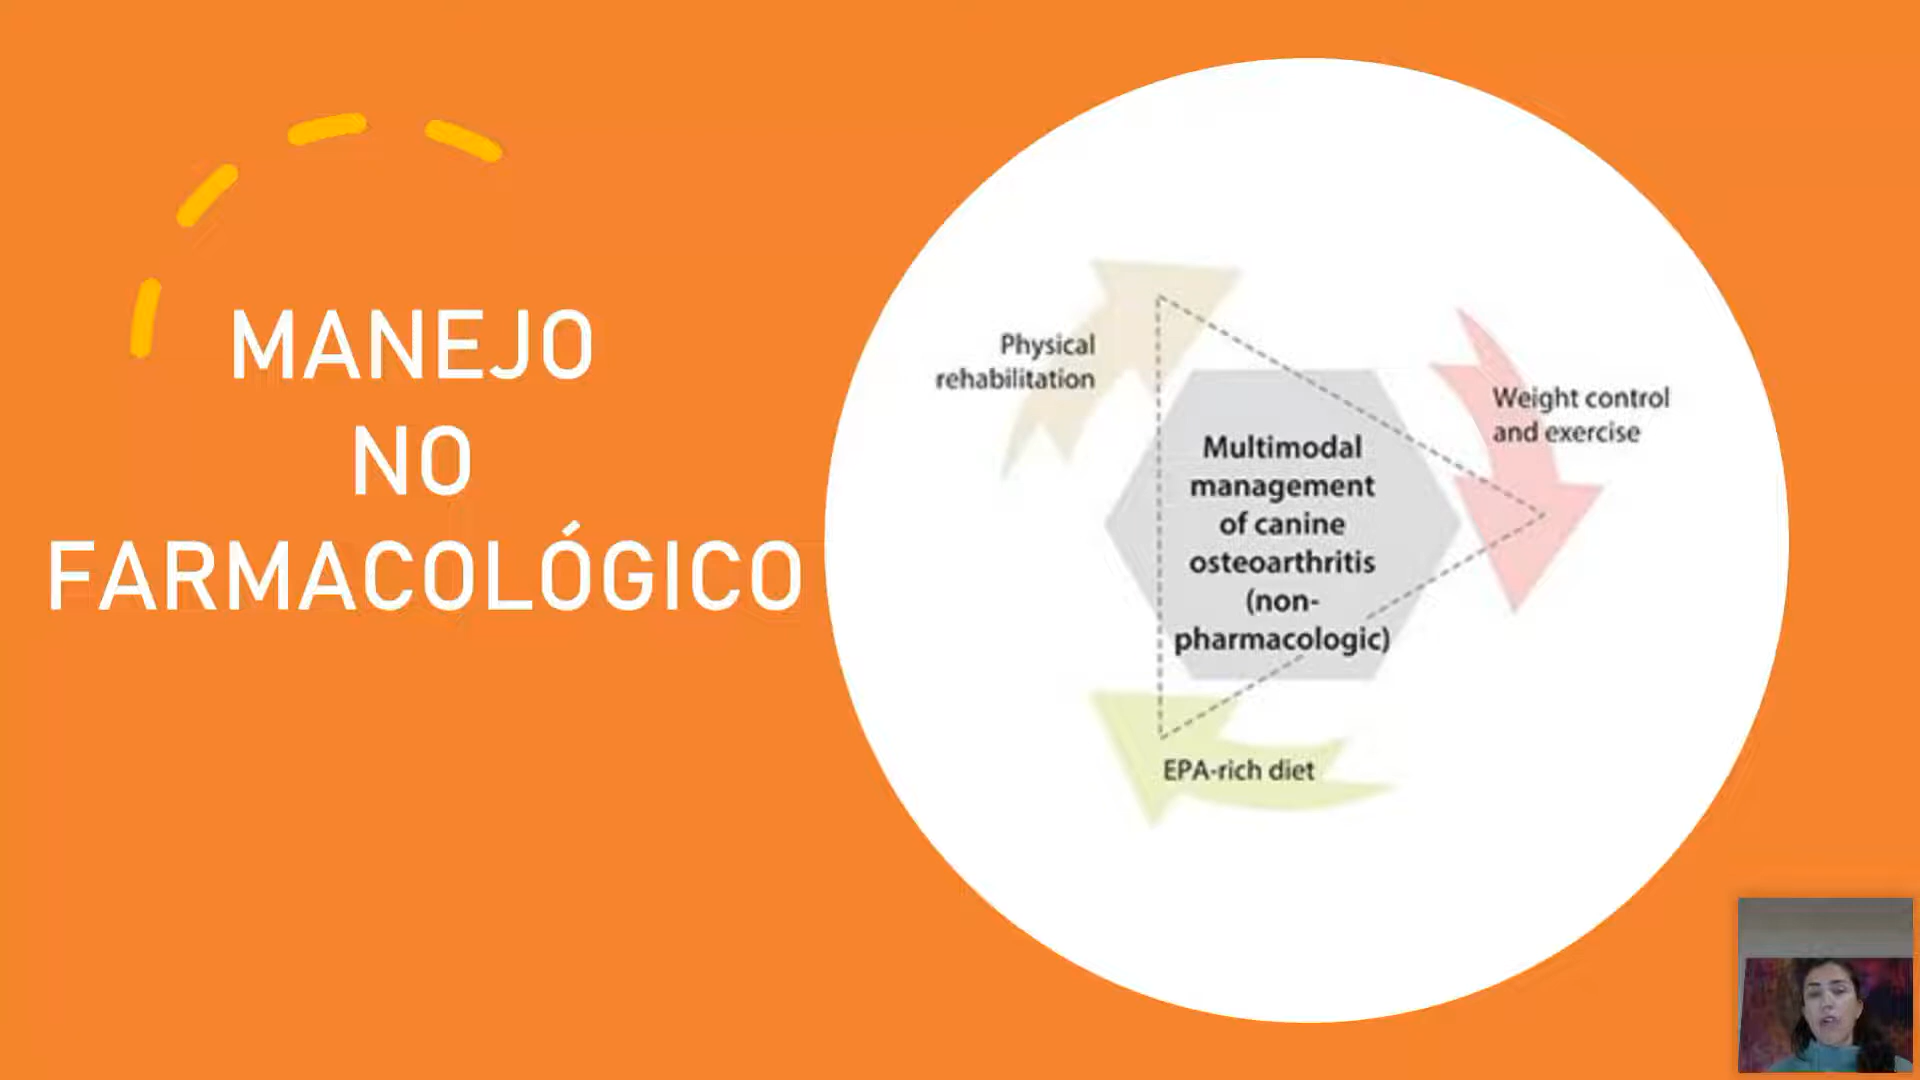 MANEJO
NO
FARMACOLÓGICO
Physical
rehabilitation
Weight control
and exercise
Multimodal
management
of canine
osteoarthritis
(non-
pharmacologic)
EPA-rich diet